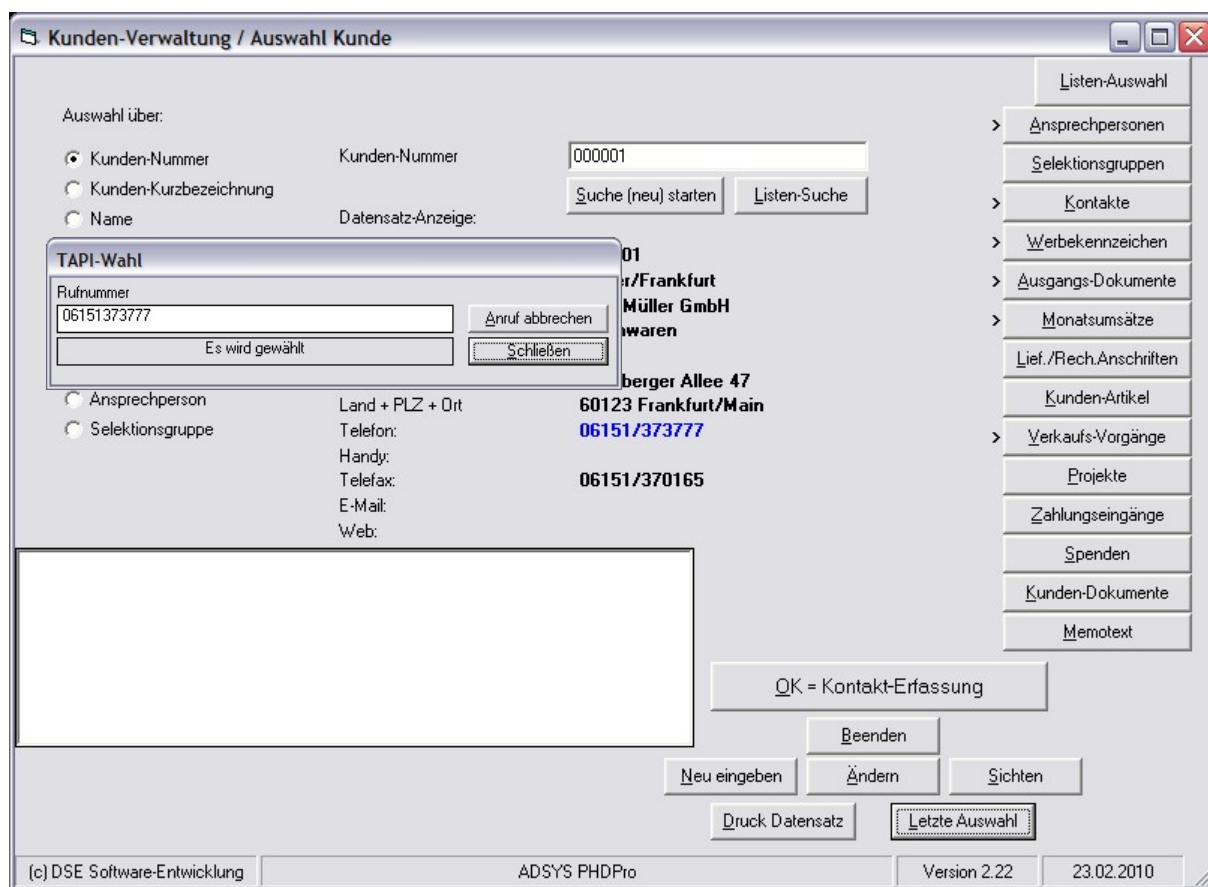 Kunden-Verwaltung / Auswahl Kunde
Listen-Auswahl
Auswahl über:
> Ansprechpersonen
Kunden-Nummer Kunden-Nummer 000001
Selektionsgruppen
Kunden-Kurzbezeichnung Suche (neu) starten Listen-Suche
> Kontakte
Name Datensatz-Anzeige:
> Werbekennzeichen
TAPI-Wahl
Rufnummer
06151373777 Anruf abbrechen
Es wird gewählt Schließen
01
r/Frankfurt
Müller GmbH
waren
berger Allee 47
> Ausgangs-Dokumente
> Monatsumsätze
Lief./Rech.Anschriften
Kunden-Artikel
> Verkaufs-Vorgänge
Projekte
Zahlungseingänge
Spenden
Kunden-Dokumente
Memotext
Ansprechperson
Selektionsgruppe
Land + PLZ + Ort 60123 Frankfurt/Main
Telefon: 06151/373777
Handy:
Telefax: 06151/370165
E-Mail:
Web:
OK = Kontakt-Erfassung
Beenden
Neu eingeben Ändern Sichten
Druck Datensatz Letzte Auswahl
(c) DSE Software-Entwicklung ADSYS PHDPro Version 2.22 23.02.2010